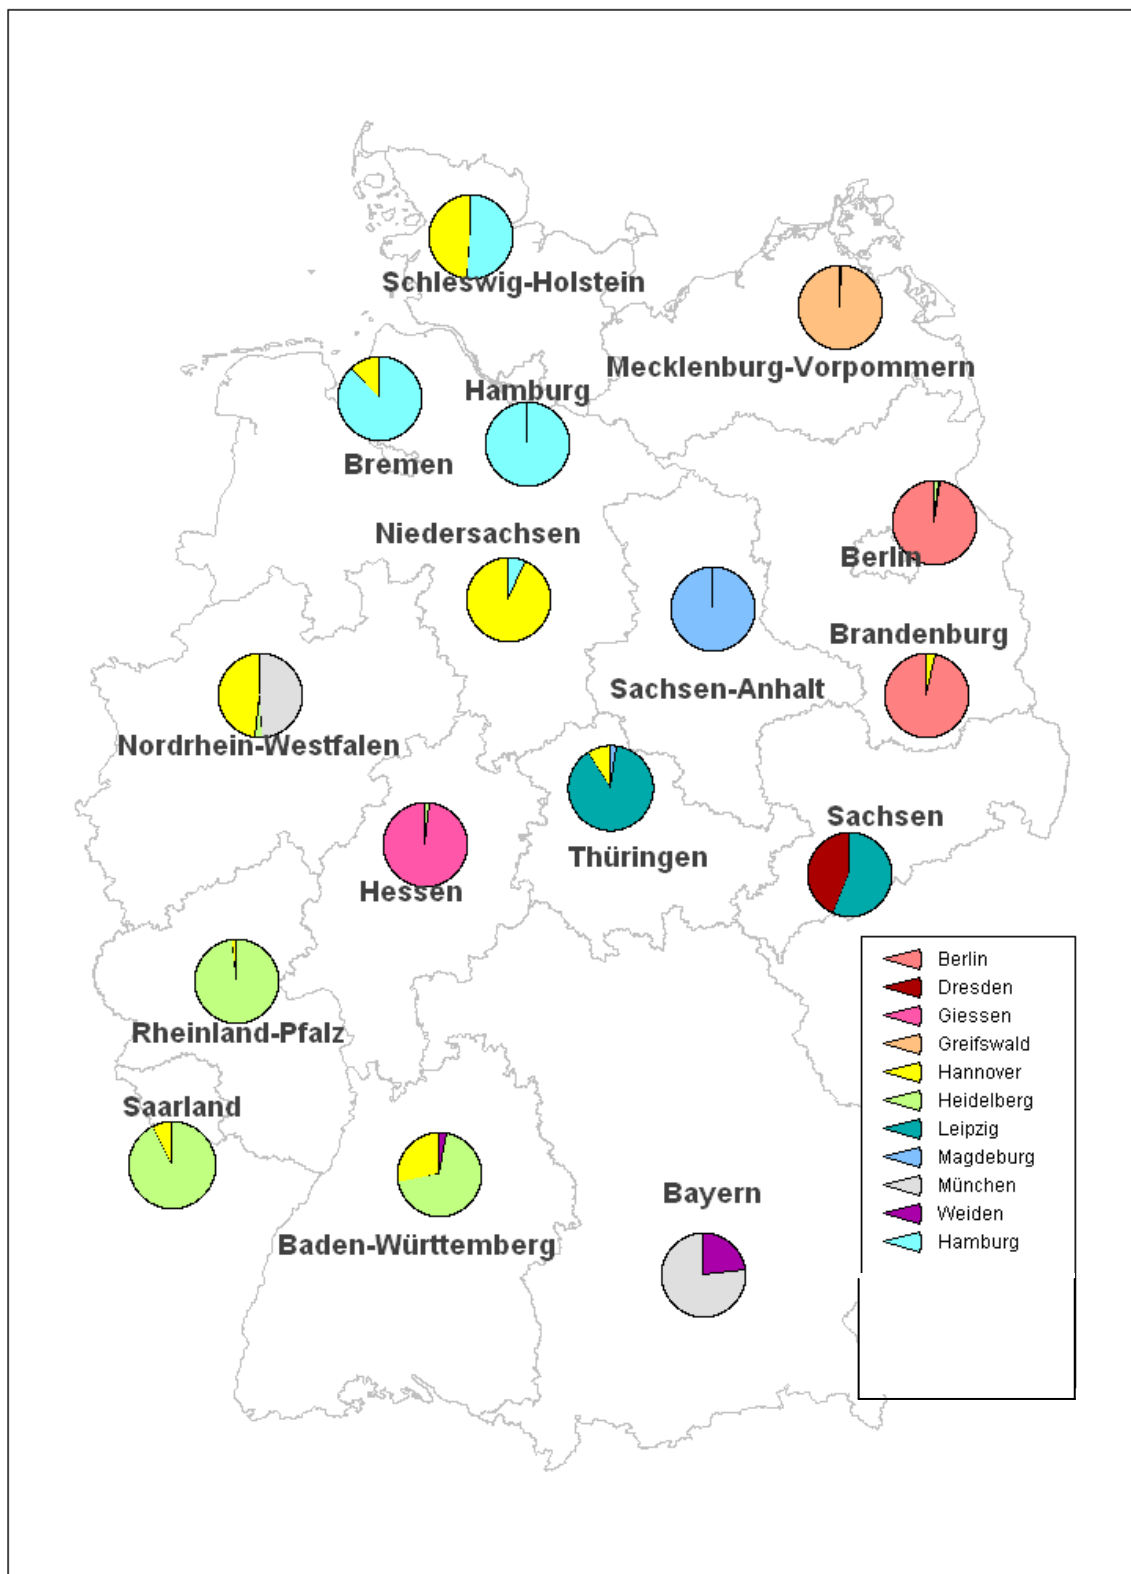 Schleswig-Holstein
Mecklenburg-Vorpommern
Hamburg
Bremen
Niedersachsen
Berlin
Brandenburg
Sachsen-Anhalt
Nordrhein-Westfalen
Sachsen
Thüringen
Hessen
Rheinland-Pfalz
Saarland
Bayern
Baden-Württemberg
Berlin
Dresden
Giessen
Greifswald
Hannover
Heidelberg
Leipzig
Magdeburg
München
Weiden
Hamburg